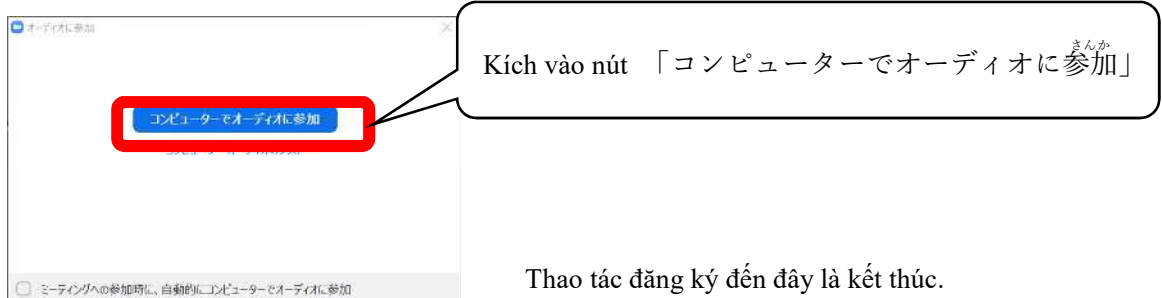 オーディオに参加
Kích vào nút 「コンピューターでオーディオに参加」
さんか
コンピューターでオーディオに参加
ミーティングへの参加時に、自動的にコンピューターでオーディオに参加
Thao tác đăng ký đến đây là kết thúc.